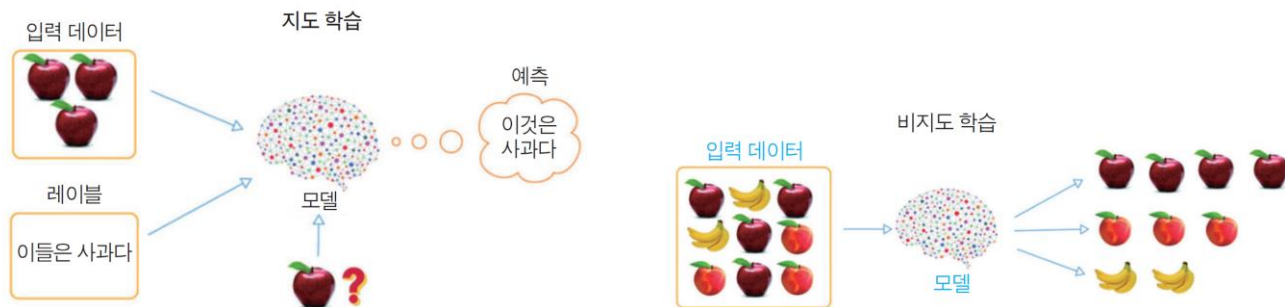 지도 학습
입력 데이터
예측
이것은
사과다
레이블
모델
이들은 사과다
?
비지도 학습
입력 데이터
모델